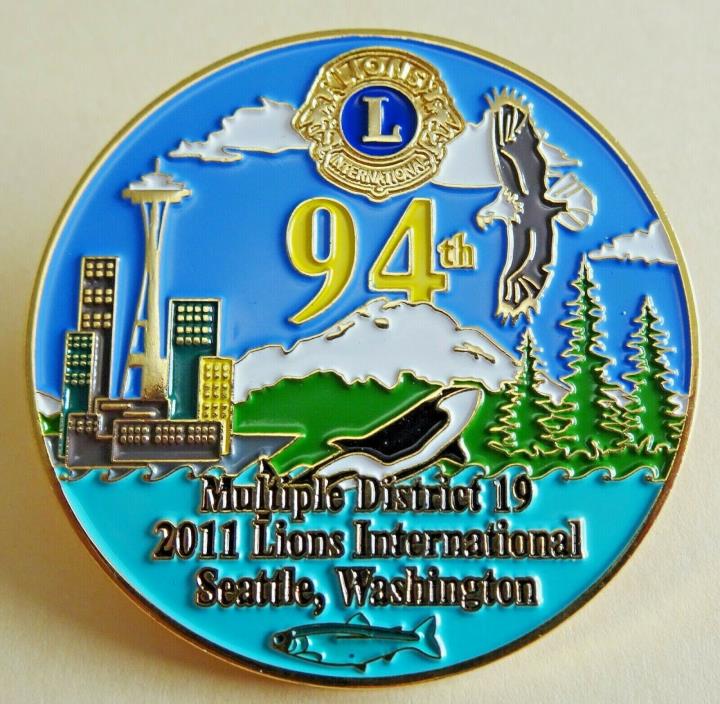 LIONS
L
INTERNATIONAL
94th
Multiple District 19
2011 Lions International
Seattle, Washington